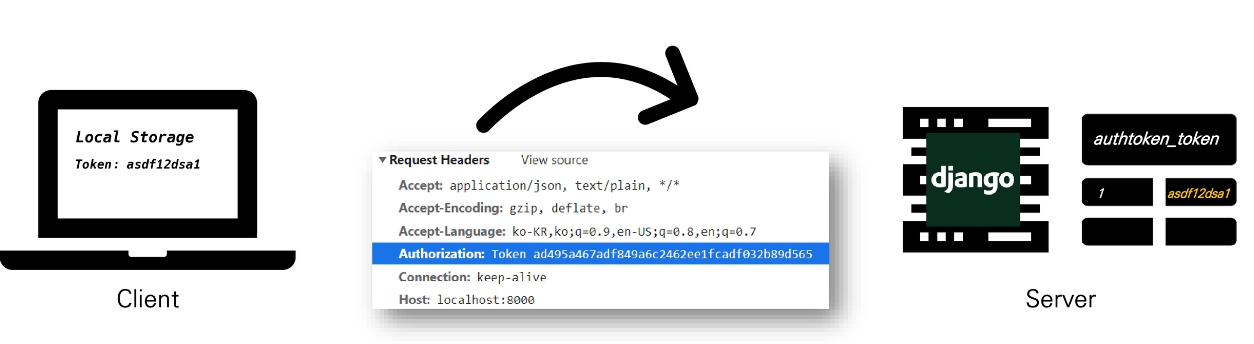 Local Storage
Token: asdf12dsa1
Client
Request Headers View source
Accept: application/json, text/plain, */*
Accept-Encoding: gzip, deflate, br
Accept-Language: ko-KR,ko;q=0.9,en-US;q=0.8,en;q=0.7
Authorization: Token ad495a467adf849a6c2462ee1fcadf032b89d565
Connection: keep-alive
Host: localhost:8000
django
authtoken_token
1 asdf12dsa1
Server